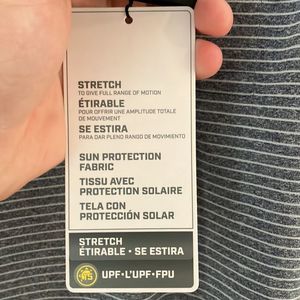 STRETCH
TO GIVE FULL RANGE OF MOTION
ÉTIRABLE
POUR OFFRIR UNE AMPLITUDE TOTALE
DE MOUVEMENT
SE ESTIRA
PARA DAR PLENO RANGO DE MOVIMIENTO
SUN PROTECTION
FABRIC
TISSU AVEC
PROTECTION SOLAIRE
TELA CON
PROTECCIÓN SOLAR
STRETCH
ÉTIRABLE • SE ESTIRA
UPF•L'UPF•FPU